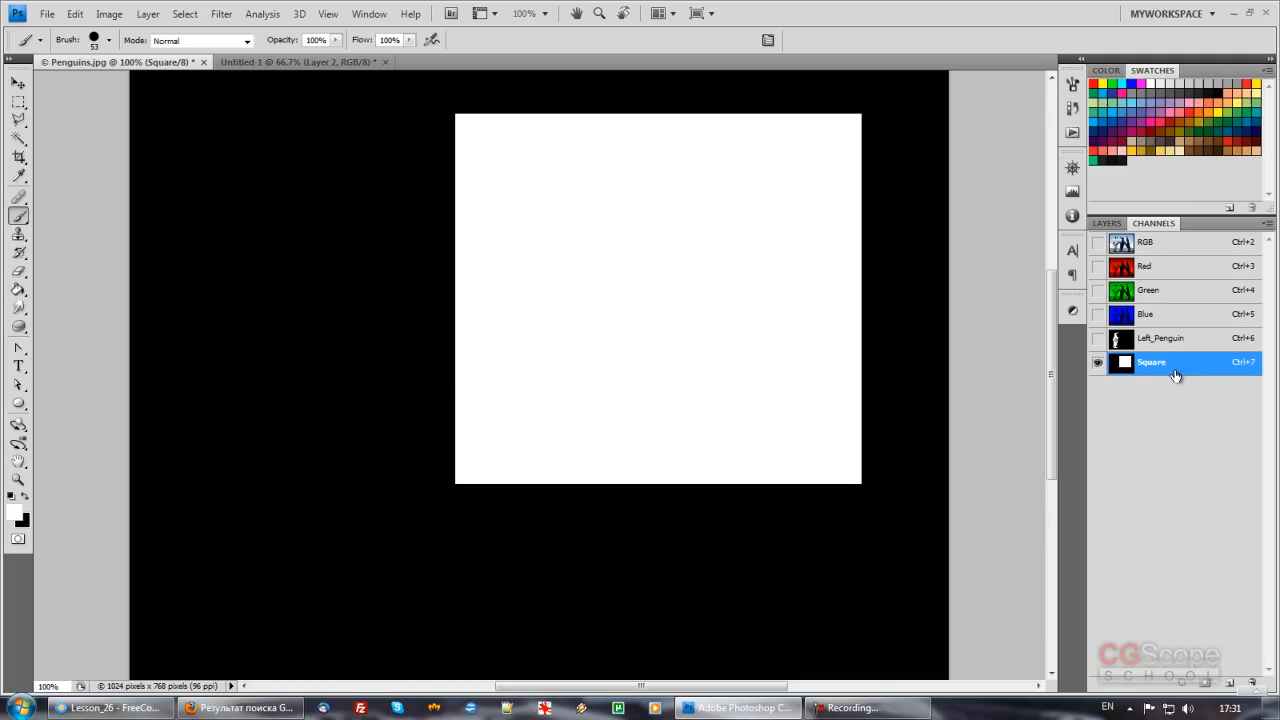 Ps File Edit Image Layer Select Filter Analysis 3D View Window Help Br 100% MYWORKSPACE
Brush: 53 Mode: Normal Opacity: 100% Flow: 100%
© Penguins.jpg @ 100% (Square/8) * Untitled-1 @ 66.7% (Layer 2, RGB/8) *
COLOR SWATCHES
LAYERS CHANNELS
RGB Ctrl+2
Red Ctrl+3
Green Ctrl+4
Blue Ctrl+5
Left_Penguin Ctrl+6
Square Ctrl+7
CGScope
SCHOOL
100% © 1024 pixels x 768 pixels (96 ppi)
Lesson_26 - FreeCo... Результат поиска G... Adobe Photoshop C... Recording... EN 17:31